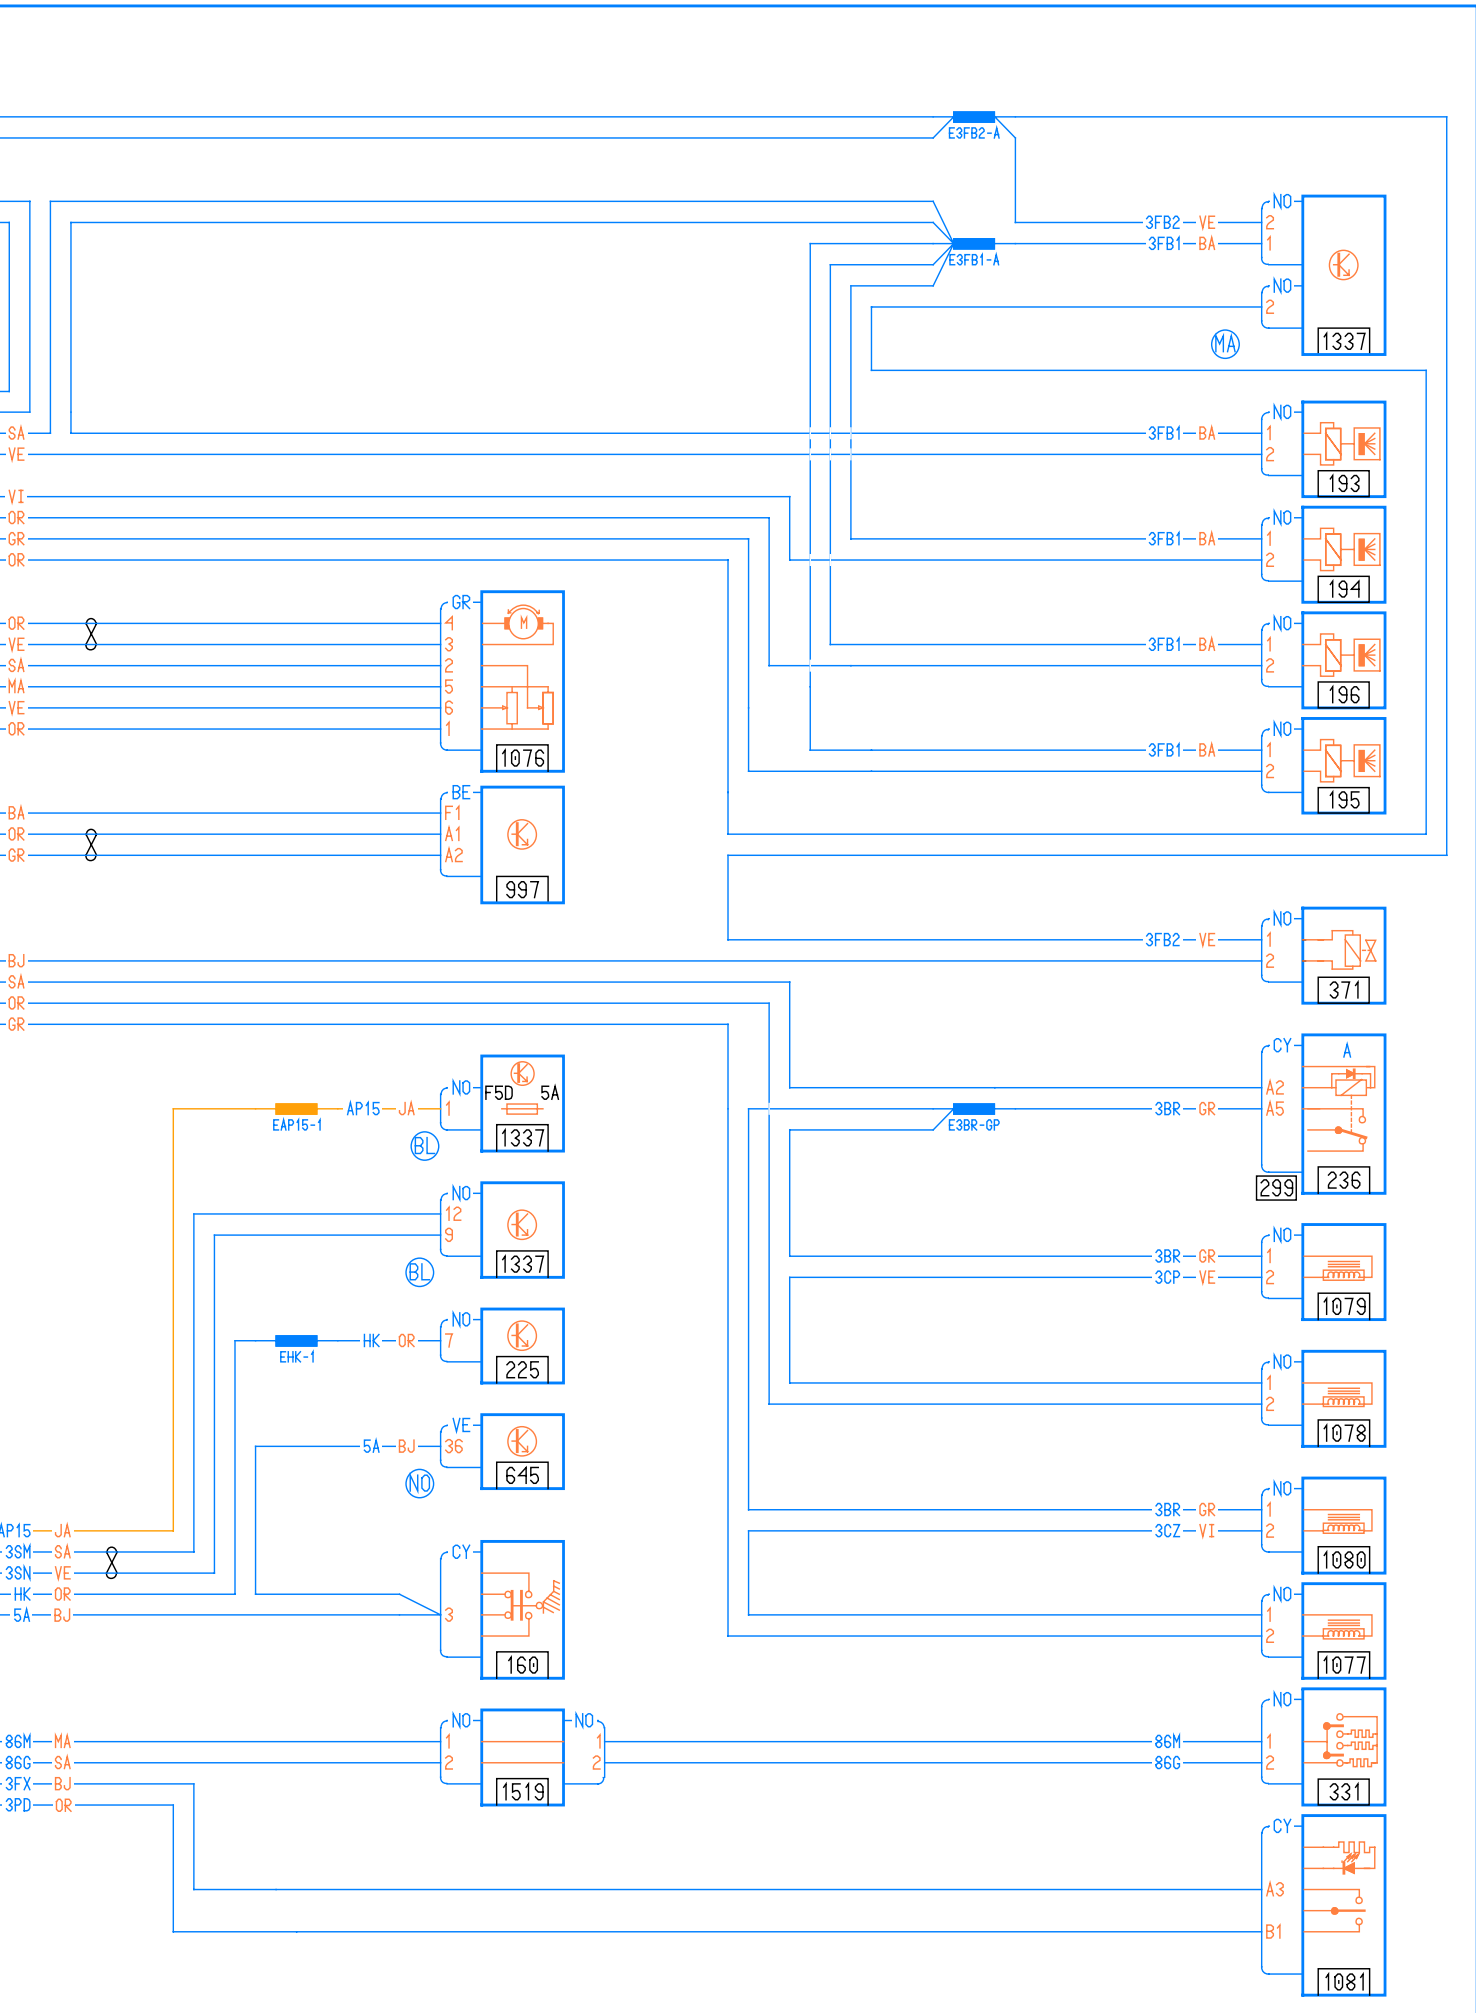 E3FB2-A
NO
3FB2 VE 2
E3FB1-A 3FB1 BA 1
NO
2
MA 1337
NO
SA 3FB1 BA 1
VE 2
193
VI NO
OR
GR 3FB1 BA 1
OR 2
194
GR NO
OR 4 M
VE 3 3FB1 BA 1
SA 2 2
MA 5 196
VE 6
OR 1 NO
1076 3FB1 BA 1
2
BE 195
BA F1
OR A1
GR A2
997
NO
3FB2 VE 1
BJ 2
SA 371
OR
GR
CY A
NO F5D 5A A2
EAP15-1 AP15 JA 1 E3BR-GP 3BR GR A5
BL 1337
299 236
NO
12
9 NO
BL 1337 3BR GR 1
3CP VE 2
1079
NO
EHK-1 HK OR 7
225 NO
1
2
VE 1078
5A BJ 36
NO 645
NO
3BR GR 1
AP15 JA 3CZ VI 2
3SM SA CY 1080
3SN VE
HK OR NO
5A BJ 3 1
2
160 1077
NO NO NO
86M MA 1 1 86M 1
86G SA 2 2 86G 2
3FX BJ 1519 331
3PD OR
CY
A3
B1
1081